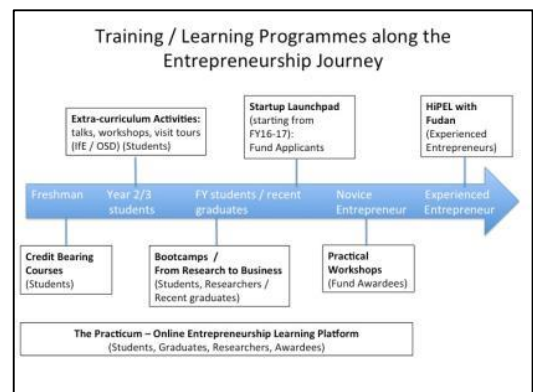 Training / Learning Programmes along the
Entrepreneurship Journey
Extra-curriculum Activities:
talks, workshops, visit tours
(IfE / OSD) (Students)
Startup Launchpad
(starting from
FY16-17):
Fund Applicants
HiPEL with
Fudan
(Experienced
Entrepreneurs)
Freshman
Year 2/3
students
FY students / recent
graduates
Novice
Entrepreneur
Experienced
Entrepreneur
Credit Bearing
Courses
(Students)
Bootcamps /
From Research to Business
(Students, Researchers /
Recent graduates)
Practical
Workshops
(Fund Awardees)
The Practicum – Online Entrepreneurship Learning Platform
(Students, Graduates, Researchers, Awardees)